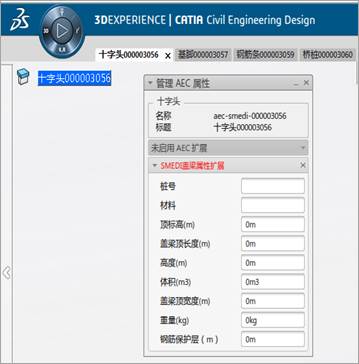 3DEXPERIENCE | CATIA Civil Engineering Design
3D
V.R
十字头000003056 × 基脚000003057 钢筋条000003059 桥桩000003060
十字头000003056
管理 AEC 属性
十字头
名称 aec-smedi-000003056
标题 十字头000003056
未启用 AEC 扩展
SMEDI盖梁属性扩展
桩号
材料
顶标高(m) 0m
盖梁顶长度(m) 0m
高度(m) 0m
体积(m3) 0m3
盖梁顶宽度(m) 0m
重量(kg) 0kg
钢筋保护层（m） 0m